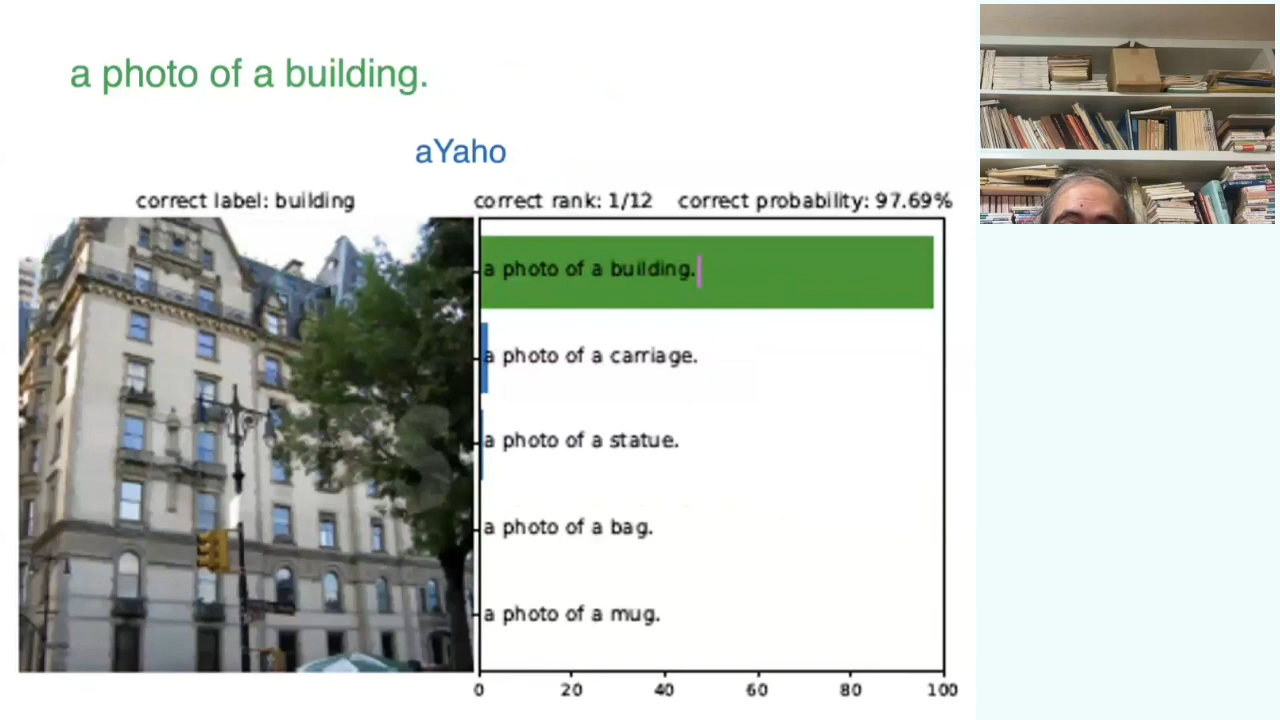 a photo of a building.
aYaho
correct label: building
correct rank: 1/12 correct probability: 97.69%
a photo of a building.
a photo of a carriage.
a photo of a statue.
a photo of a bag.
a photo of a mug.
0 20 40 60 80 100